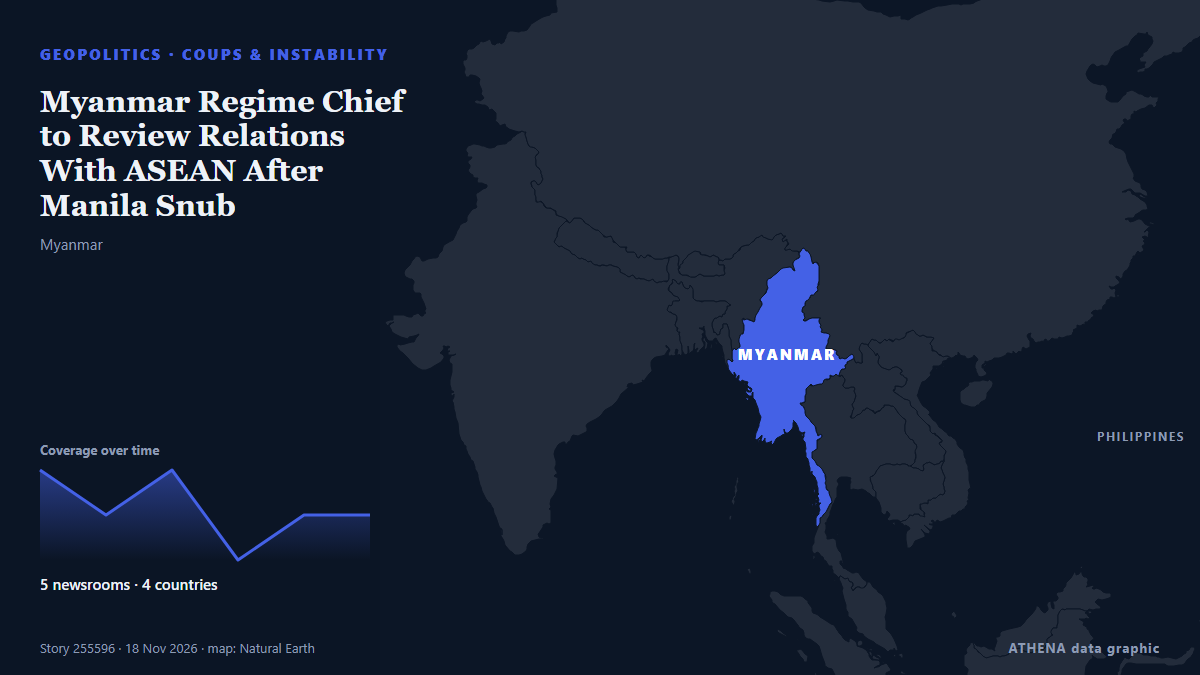 GEOPOLITICS · COUPS & INSTABILITY
Myanmar Regime Chief
to Review Relations
With ASEAN After
Manila Snub
Myanmar
MYANMAR
PHILIPPINES
Coverage over time
5 newsrooms · 4 countries
Story 255596 · 18 Nov 2026 · map: Natural Earth
ATHENA data graphic